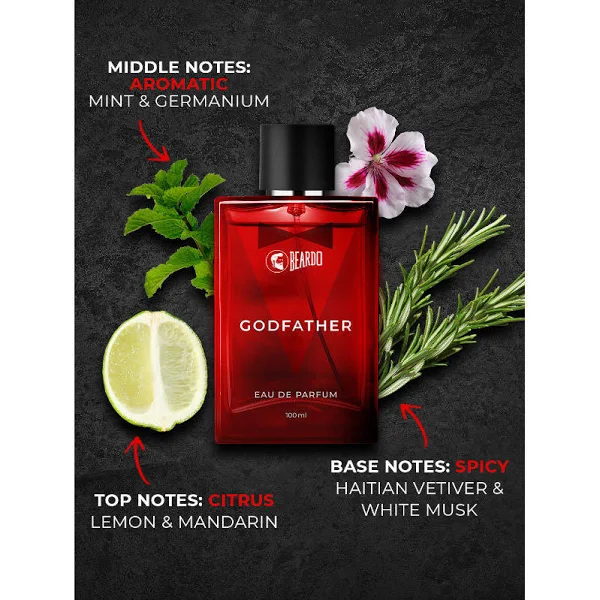 MIDDLE NOTES:
AROMATIC
MINT & GERMANIUM
BEARDO
GODFATHER
EAU DE PARFUM
100ml
TOP NOTES: CITRUS
LEMON & MANDARIN
BASE NOTES: SPICY
HAITIAN VETIVER &
WHITE MUSK